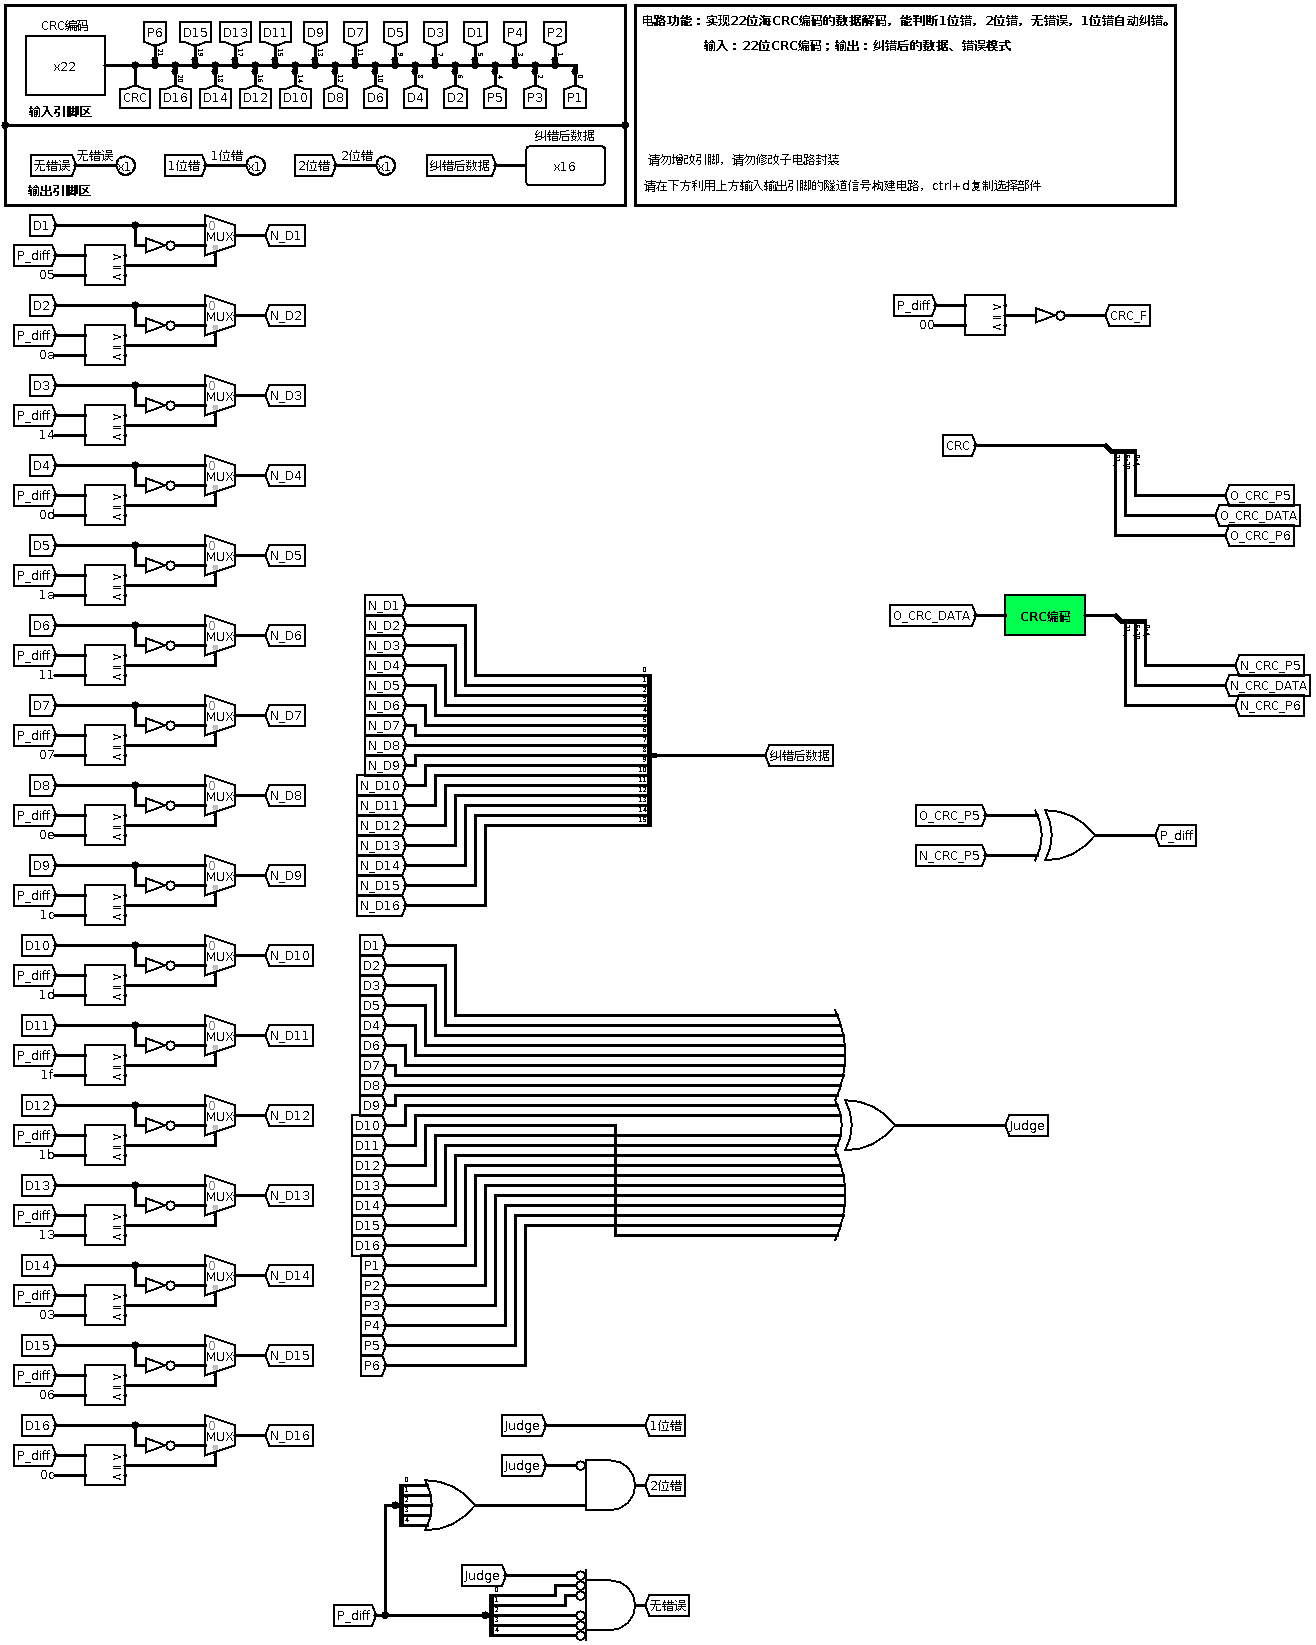 CRC编码
x22
输入引脚区
P6 D15 D13 D11 D9 D7 D5 D3 D1 P4 P2
CRC D16 D14 D12 D10 D8 D6 D4 D2 P5 P3 P1
无错误 无错误 x1
1位错 1位错 x1
2位错 2位错 x1
纠错后数据
纠错后数据 x16
输出引脚区
电路功能：实现22位海CRC编码的数据解码，能判断1位错，2位错，无错误，1位错自动纠错。
输入：22位CRC编码；输出：纠错后的数据、错误模式
请勿增改引脚，请勿修改子电路封装
请在下方利用上方输入输出引脚的隧道信号构建电路，ctrl+d复制选择部件
D1 0 MUX N_D1
P_diff
05
D2 0 MUX N_D2
P_diff
0a
D3 0 MUX N_D3
P_diff
14
D4 0 MUX N_D4
P_diff
0d
D5 0 MUX N_D5
P_diff
1a
D6 0 MUX N_D6
P_diff
11
D7 0 MUX N_D7
P_diff
07
D8 0 MUX N_D8
P_diff
0e
D9 0 MUX N_D9
P_diff
1c
D10 0 MUX N_D10
P_diff
1d
D11 0 MUX N_D11
P_diff
1f
D12 0 MUX N_D12
P_diff
1b
D13 0 MUX N_D13
P_diff
13
D14 0 MUX N_D14
P_diff
03
D15 0 MUX N_D15
P_diff
06
D16 0 MUX N_D16
P_diff
0c
N_D1
N_D2
N_D3
N_D4
N_D5
N_D6
N_D7
N_D8
N_D9
N_D10
N_D11
N_D12
N_D13
N_D14
N_D15
N_D16
纠错后数据
D1
D2
D3
D5
D4
D6
D7
D8
D9
D10
D11
D12
D13
D14
D15
D16
P1
P2
P3
P4
P5
P6
Judge
P_diff
00
CRC_F
CRC
O_CRC_P5
O_CRC_DATA
O_CRC_P6
O_CRC_DATA CRC编码
N_CRC_P5
N_CRC_DATA
N_CRC_P6
O_CRC_P5
N_CRC_P5
P_diff
Judge 1位错
Judge
2位错
Judge
P_diff
无错误